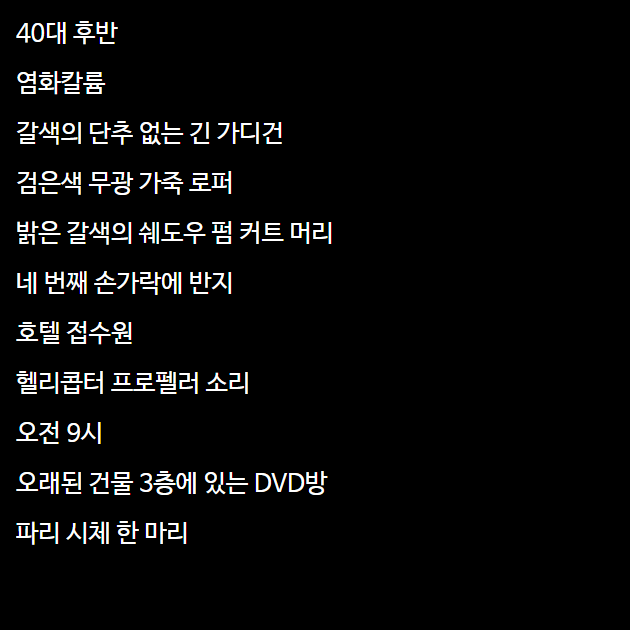 40대 후반
염화칼륨
갈색의 단추 없는 긴 가디건
검은색 무광 가죽 로퍼
밝은 갈색의 쉐도우 펌 커트 머리
네 번째 손가락에 반지
호텔 접수원
헬리콥터 프로펠러 소리
오전 9시
오래된 건물 3층에 있는 DVD방
파리 시체 한 마리